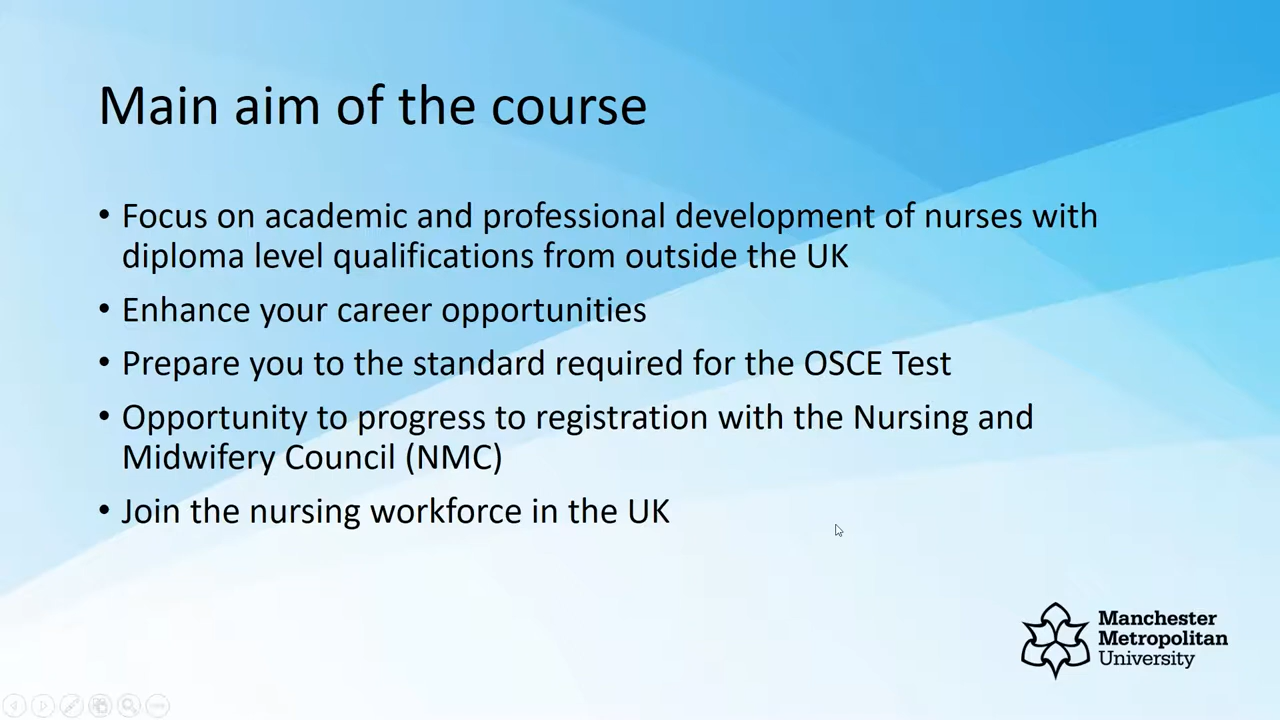 Main aim of the course
• Focus on academic and professional development of nurses with
diploma level qualifications from outside the UK
• Enhance your career opportunities
• Prepare you to the standard required for the OSCE Test
• Opportunity to progress to registration with the Nursing and
Midwifery Council (NMC)
• Join the nursing workforce in the UK
Manchester
Metropolitan
University